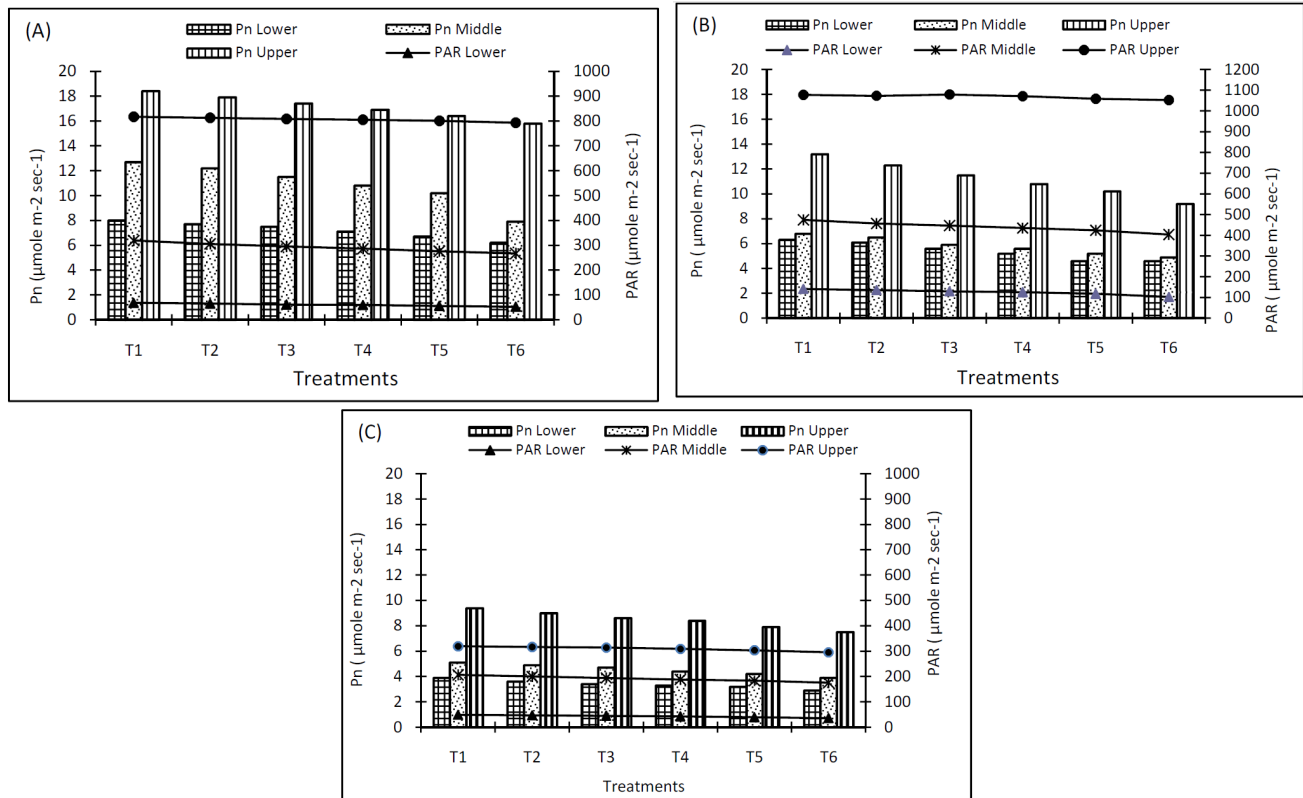 (A)
Pn Lower Pn Middle
Pn Upper PAR Lower
20 1000
18 900
16 800
14 700
12 600
10 500
8 400
6 300
4 200
2 100
0 0
Pn (µmole m-2 sec-1)
PAR (µmole m-2 sec-1)
T1 T2 T3 T4 T5 T6
Treatments
(B)
Pn Lower Pn Middle Pn Upper
PAR Lower PAR Middle PAR Upper
20 1200
18 1100
16 1000
14 900
12 800
10 700
8 600
6 500
4 400
2 300
0 200
100
0
Pn ( µmole m-2 sec-1)
PAR ( µmole m-2 sec-1)
T1 T2 T3 T4 T5 T6
Treatments
(C)
Pn Lower Pn Middle Pn Upper
PAR Lower PAR Middle PAR Upper
20 1000
18 900
16 800
14 700
12 600
10 500
8 400
6 300
4 200
2 100
0 0
Pn ( µmole m-2 sec-1)
PAR ( µmole m-2 sec-1)
T1 T2 T3 T4 T5 T6
Treatments